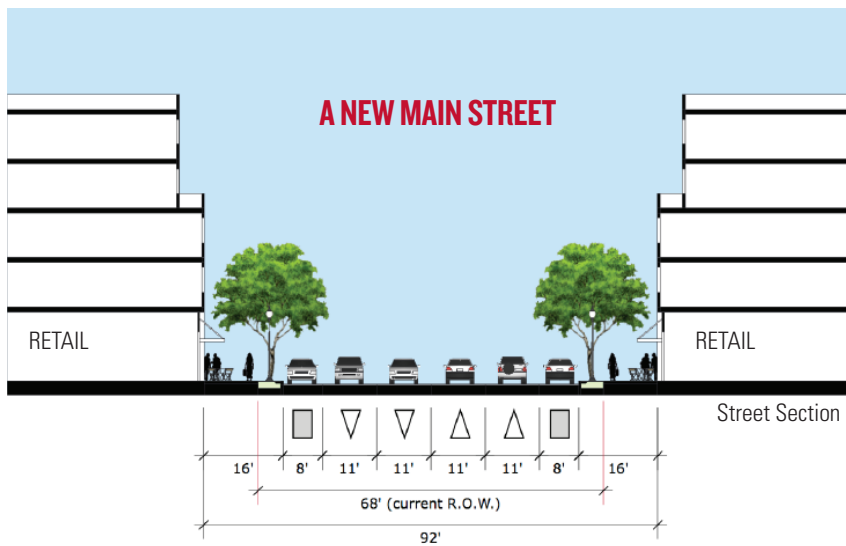 A NEW MAIN STREET
RETAIL RETAIL
Street Section
16' 8' 11' 11' 11' 11' 8' 16'
68' (current R.O.W.)
92'